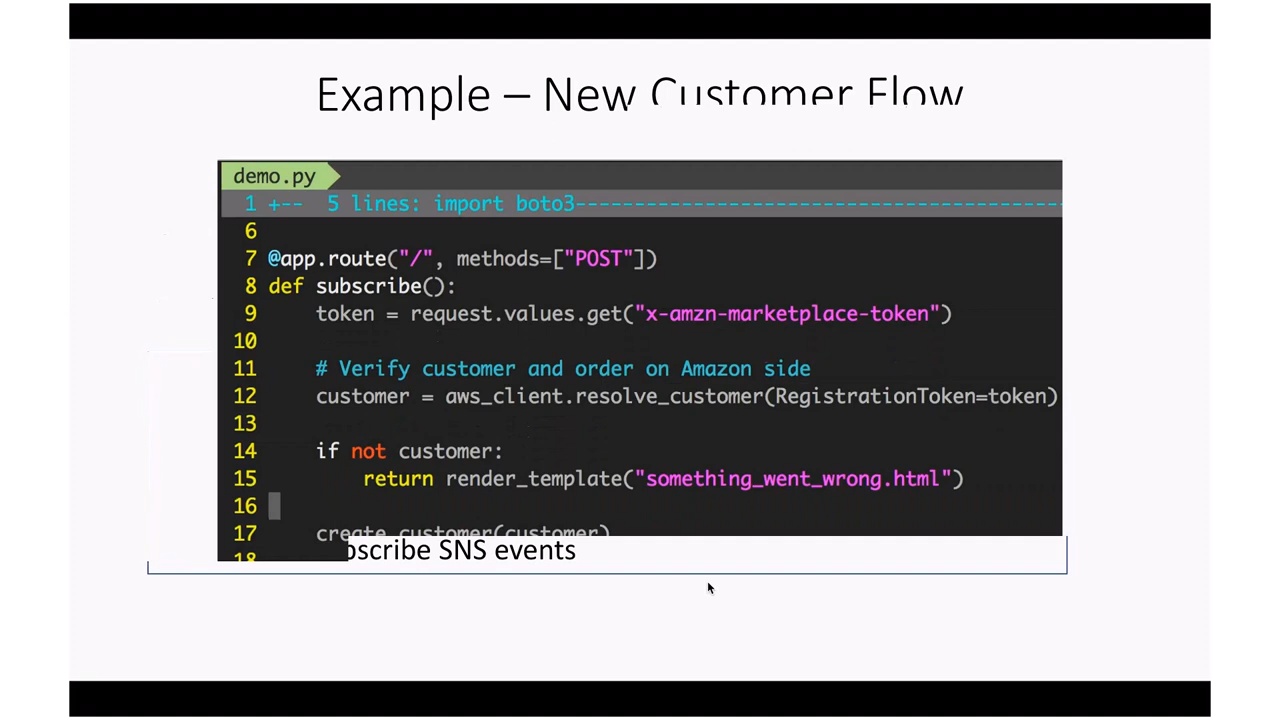 Example – New Customer Flow
demo.py
1 +-- 5 lines: import boto3-----------------------------------------
6
7 @app.route("/", methods=["POST"])
8 def subscribe():
9 token = request.values.get("x-amzn-marketplace-token")
10
11 # Verify customer and order on Amazon side
12 customer = aws_client.resolve_customer(RegistrationToken=token)
13
14 if not customer:
15 return render_template("something_went_wrong.html")
16
17 create_customer(customer)
18 bscribe SNS events